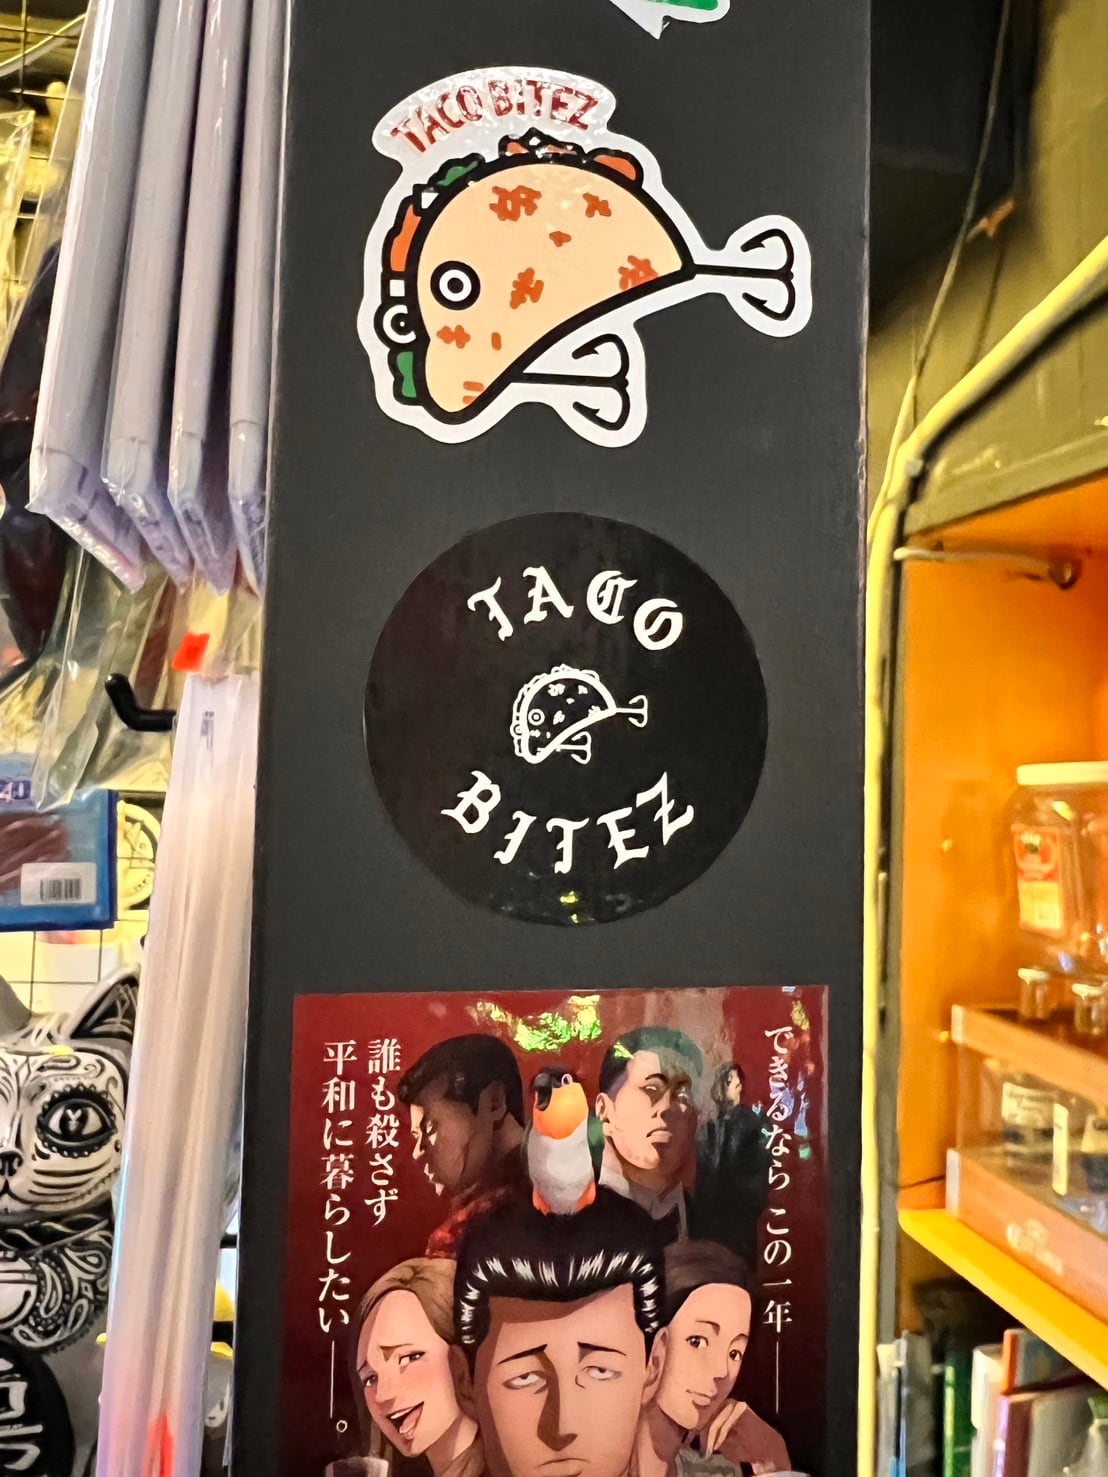 TACO BITEZ
TACO
BITEZ
できるなら この一年──
誰も殺さず
平和に暮らしたい──。